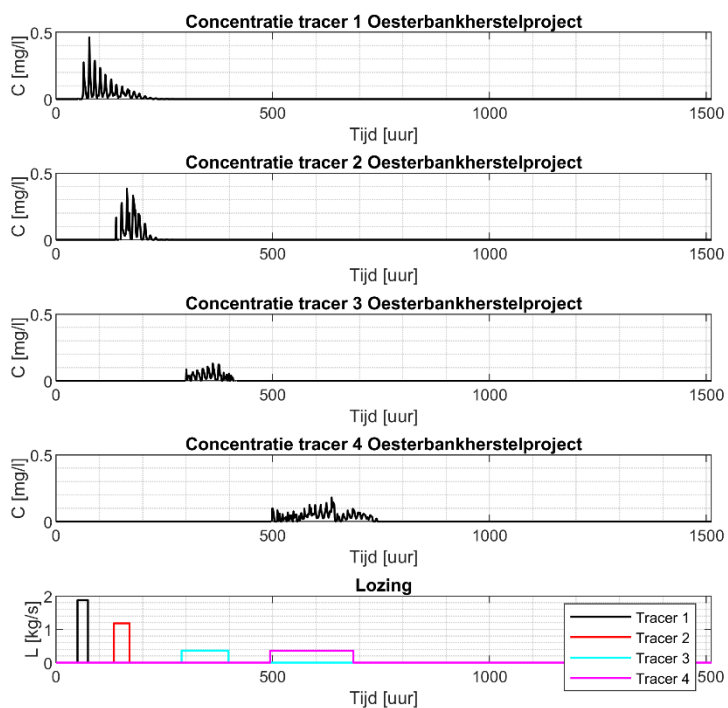 Concentratie tracer 1 Oesterbankherstelproject
C [mg/l]
0.5
0
0 500 1000 1500
Tijd [uur]
Concentratie tracer 2 Oesterbankherstelproject
C [mg/l]
0.5
0
0 500 1000 1500
Tijd [uur]
Concentratie tracer 3 Oesterbankherstelproject
C [mg/l]
0.5
0
0 500 1000 1500
Tijd [uur]
Concentratie tracer 4 Oesterbankherstelproject
C [mg/l]
0.5
0
0 500 1000 1500
Tijd [uur]
Lozing
L [kg/s]
2
1
0
Tracer 1
Tracer 2
Tracer 3
Tracer 4
0 500 1000 1500
Tijd [uur]